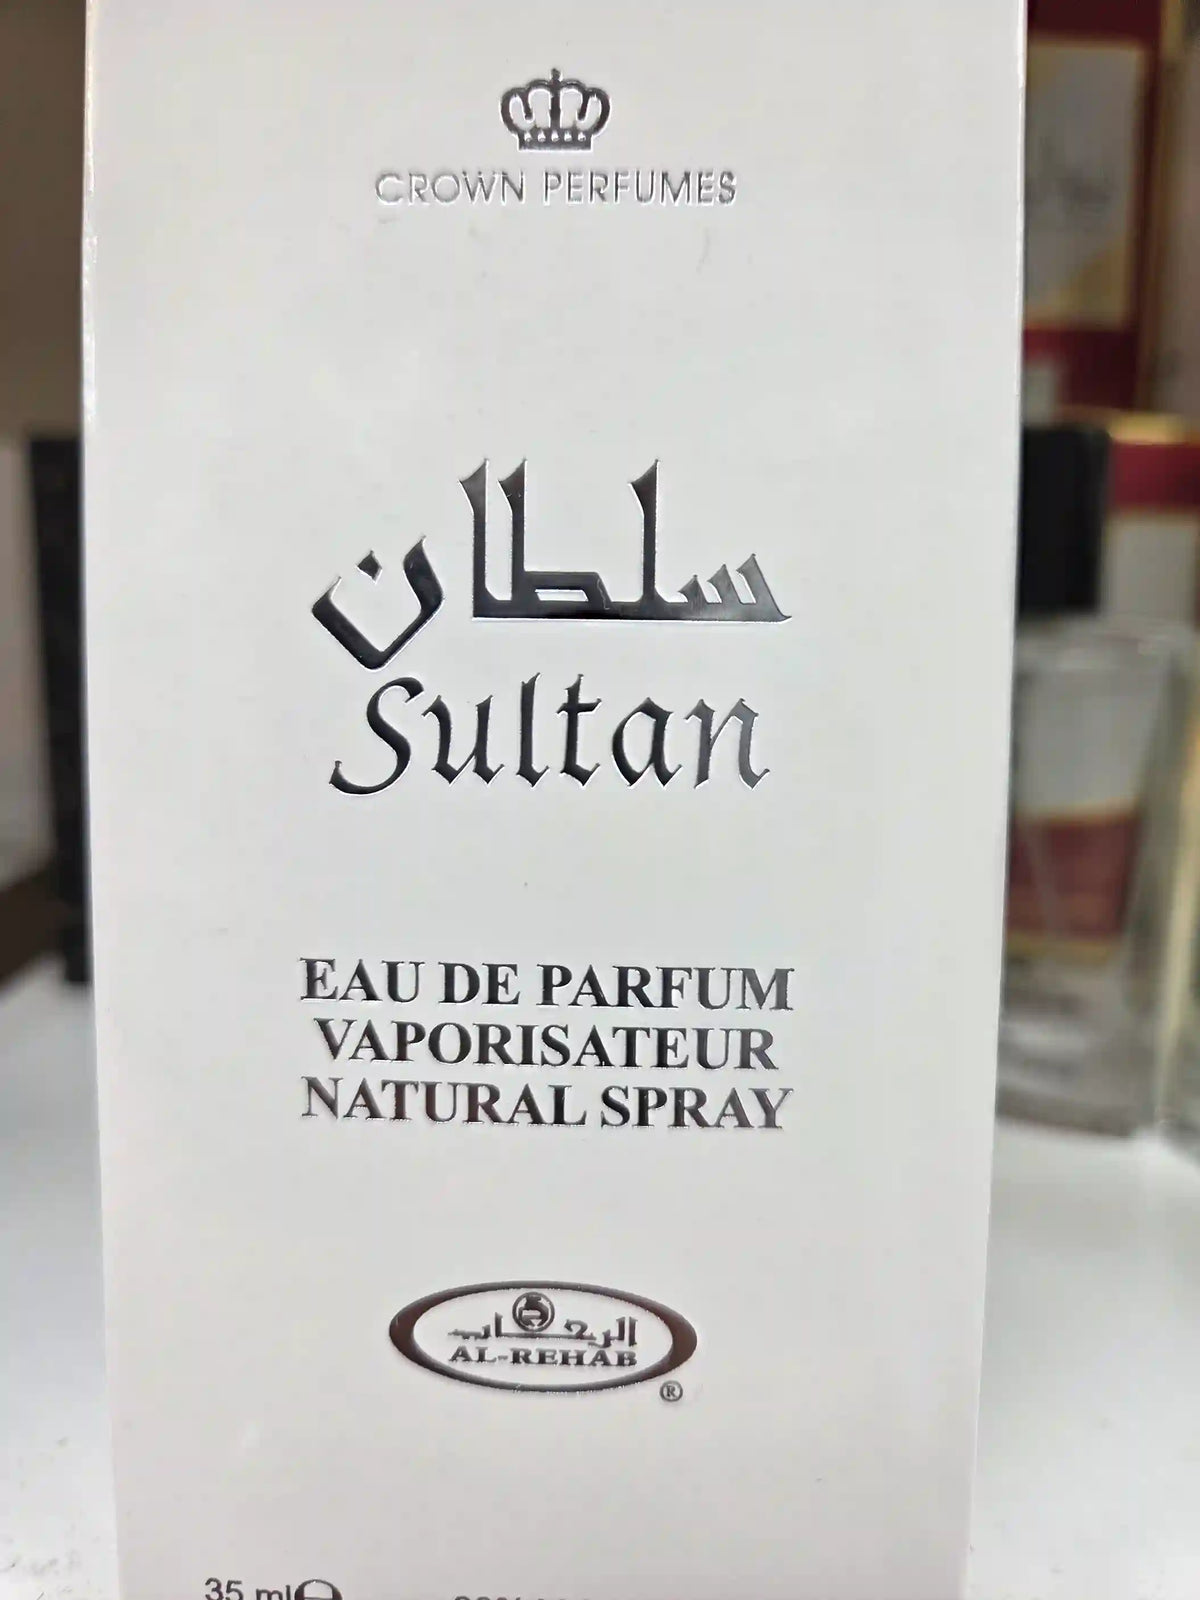 CROWN PERFUMES
سلطان
Sultan
EAU DE PARFUM
VAPORISATEUR
NATURAL SPRAY
الرحاب
AL-REHAB
®
35 ml ℮